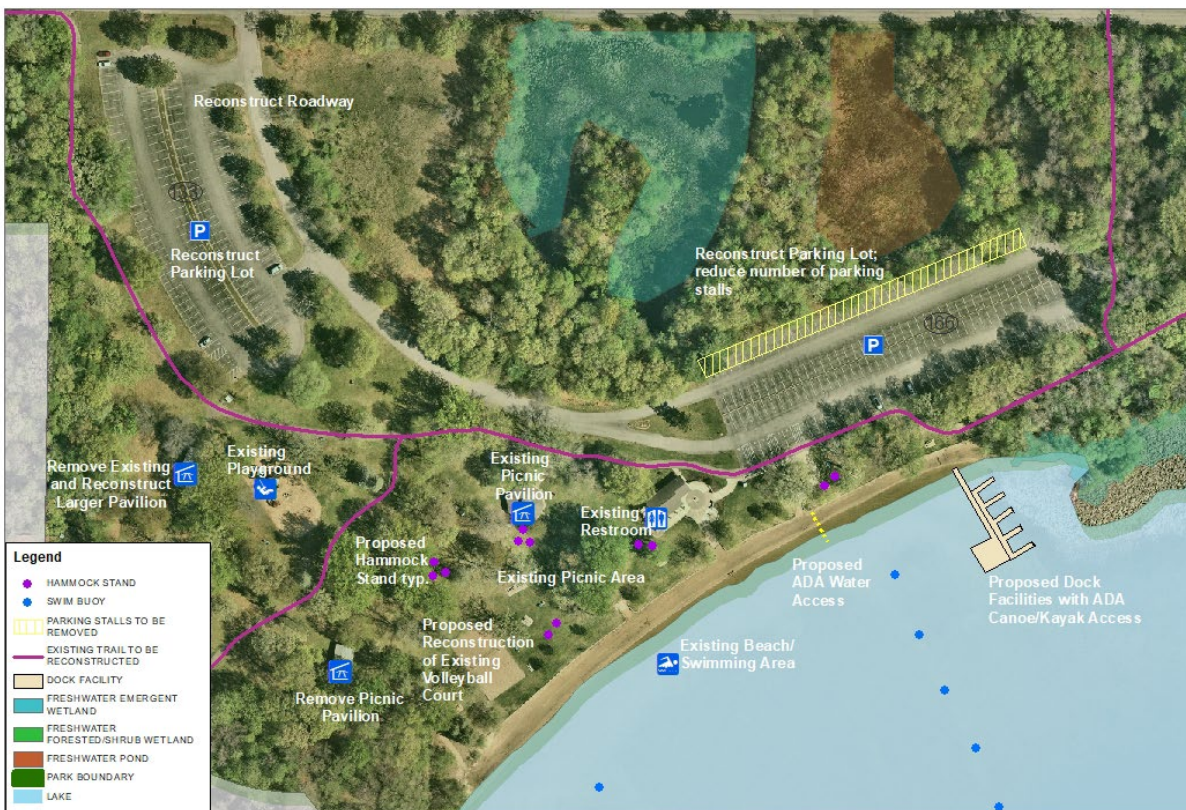 Reconstruct Roadway
163
P
Reconstruct
Parking Lot
Reconstruct Parking Lot;
reduce number of parking
stalls
166
P
Remove Existing
and Reconstruct
Larger Pavilion
Existing
Playground
Existing
Picnic
Pavilion
Existing
Restroom
Proposed
Hammock
Stand typ.
Existing Picnic Area
Proposed
ADA Water
Access
Proposed Dock
Facilities with ADA
Canoe/Kayak Access
Proposed
Reconstruction
of Existing
Volleyball
Court
Existing Beach/
Swimming Area
Remove Picnic
Pavilion
Legend
HAMMOCK STAND
SWIM BUOY
PARKING STALLS TO BE
REMOVED
EXISTING TRAIL TO BE
RECONSTRUCTED
DOCK FACILITY
FRESHWATER EMERGENT
WETLAND
FRESHWATER
FORESTED/SHRUB WETLAND
FRESHWATER POND
PARK BOUNDARY
LAKE